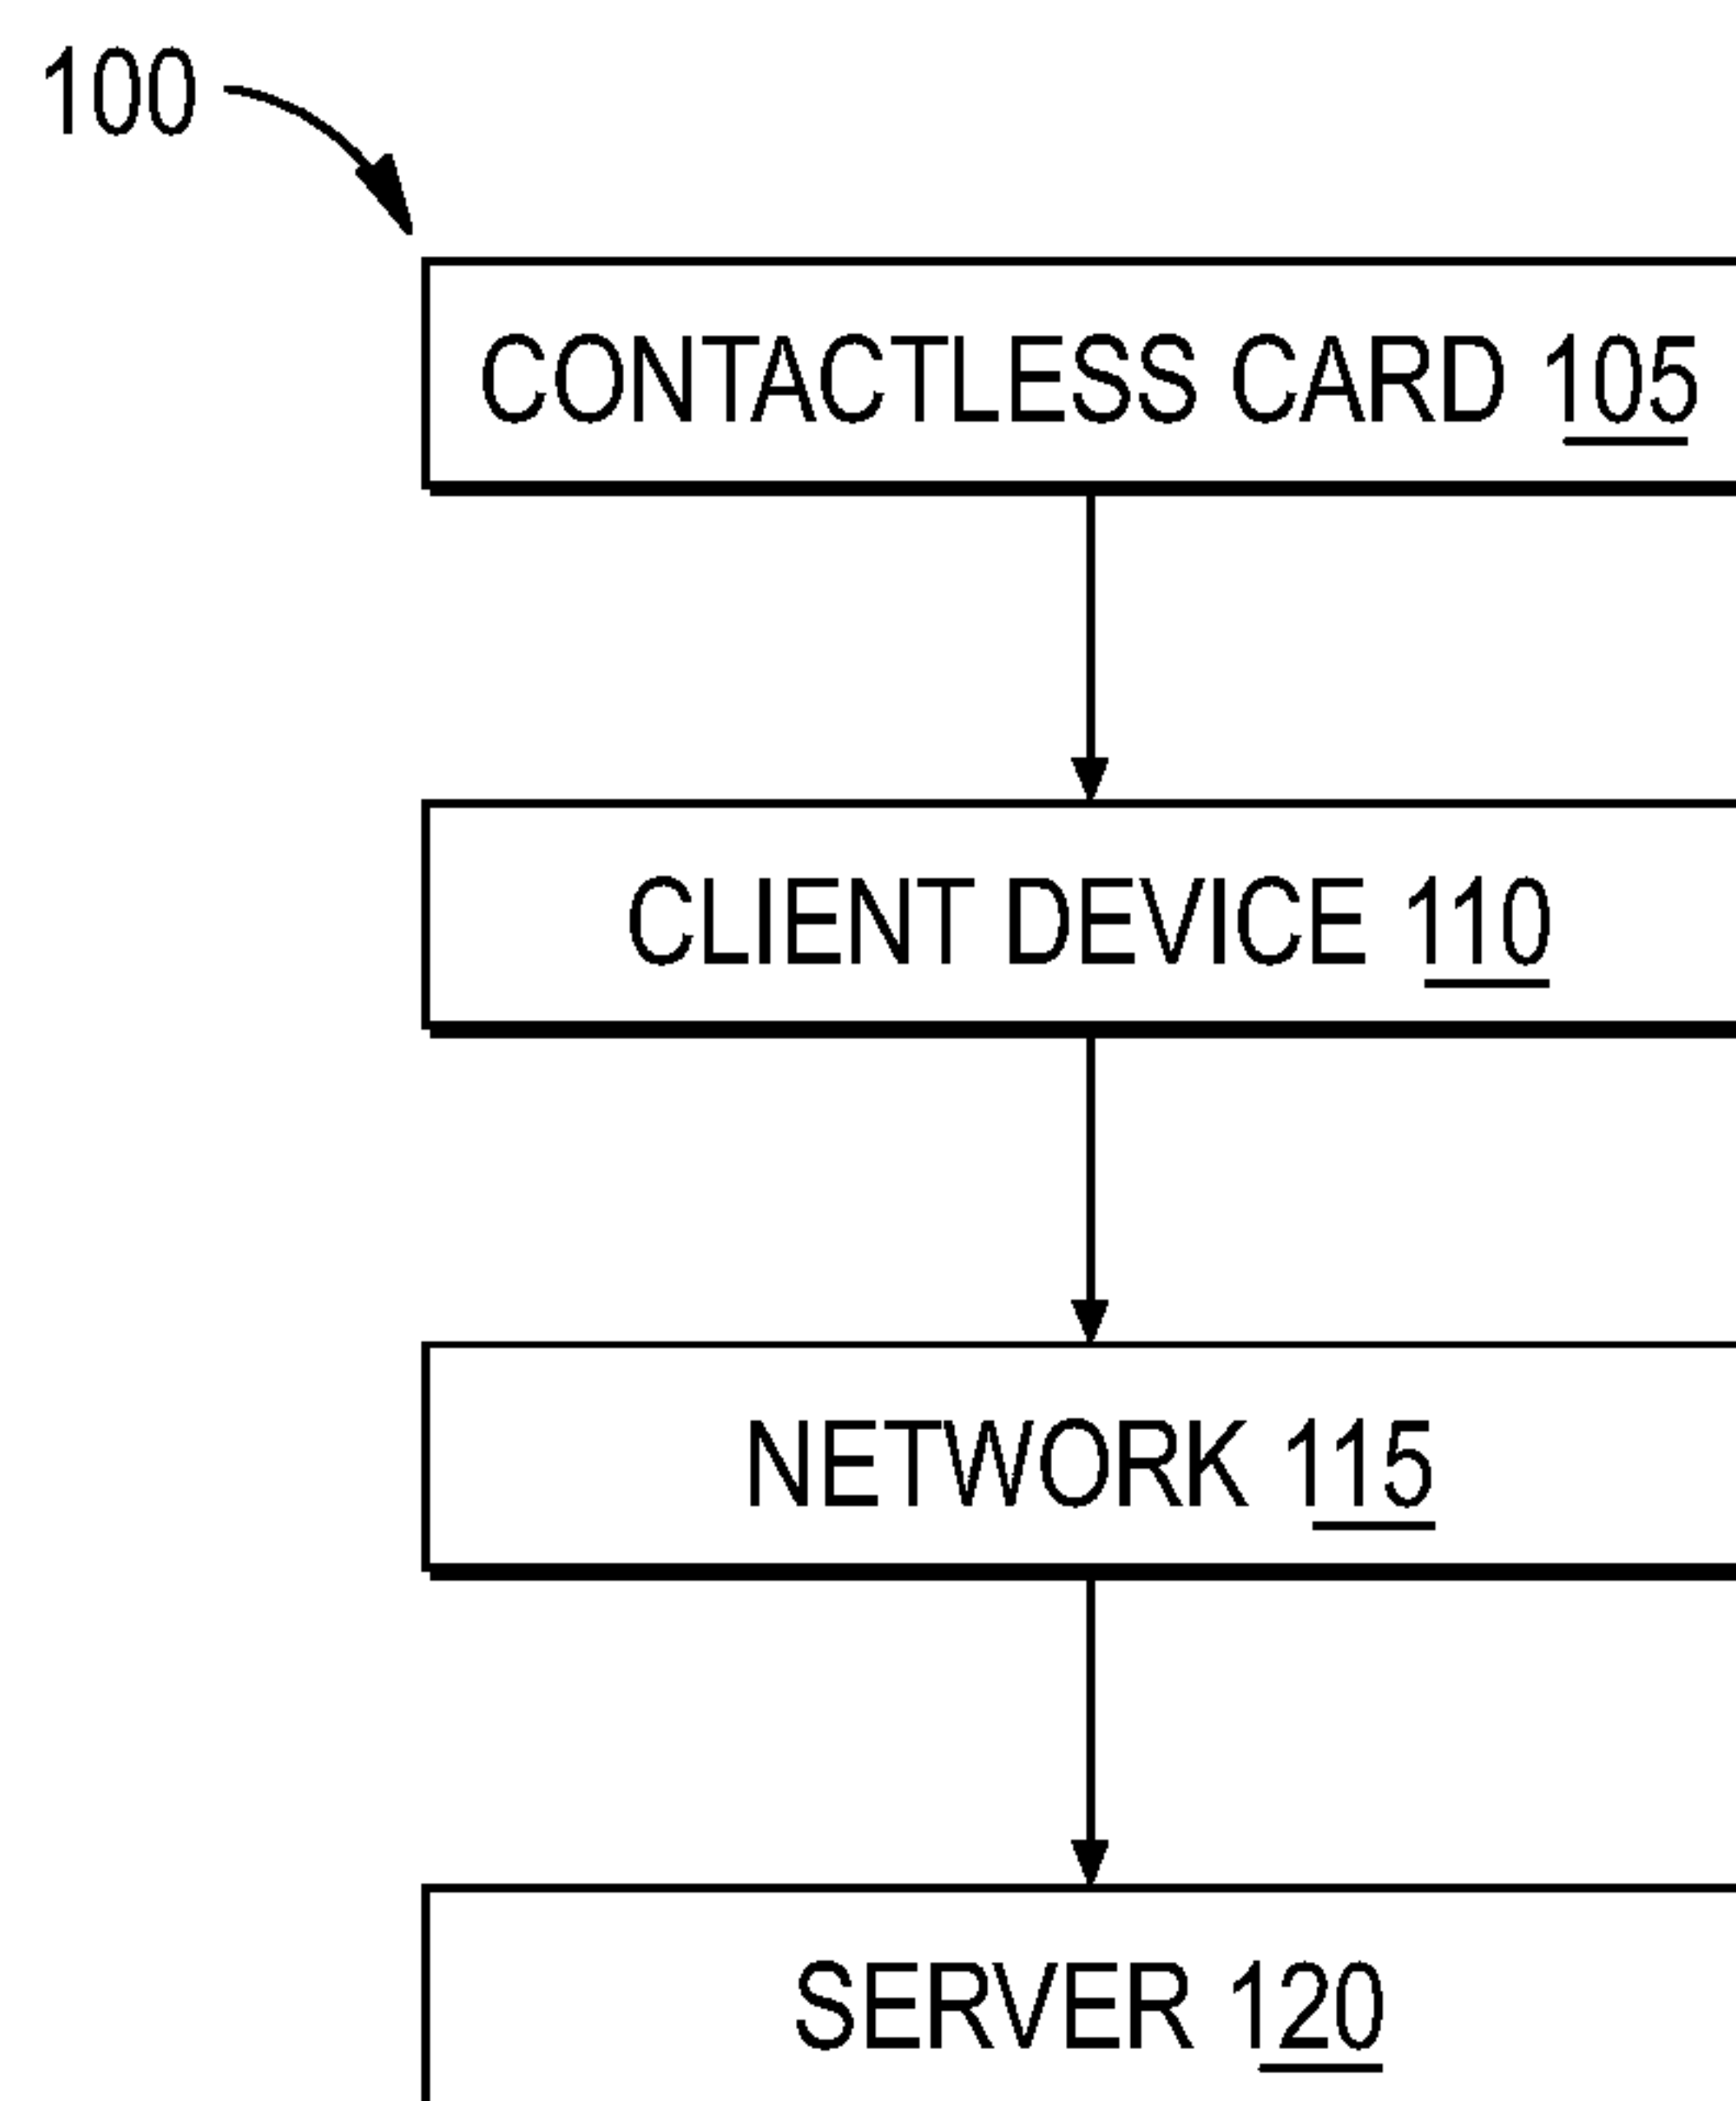 100
CONTACTLESS CARD 105
CLIENT DEVICE 110
NETWORK 115
SERVER 120